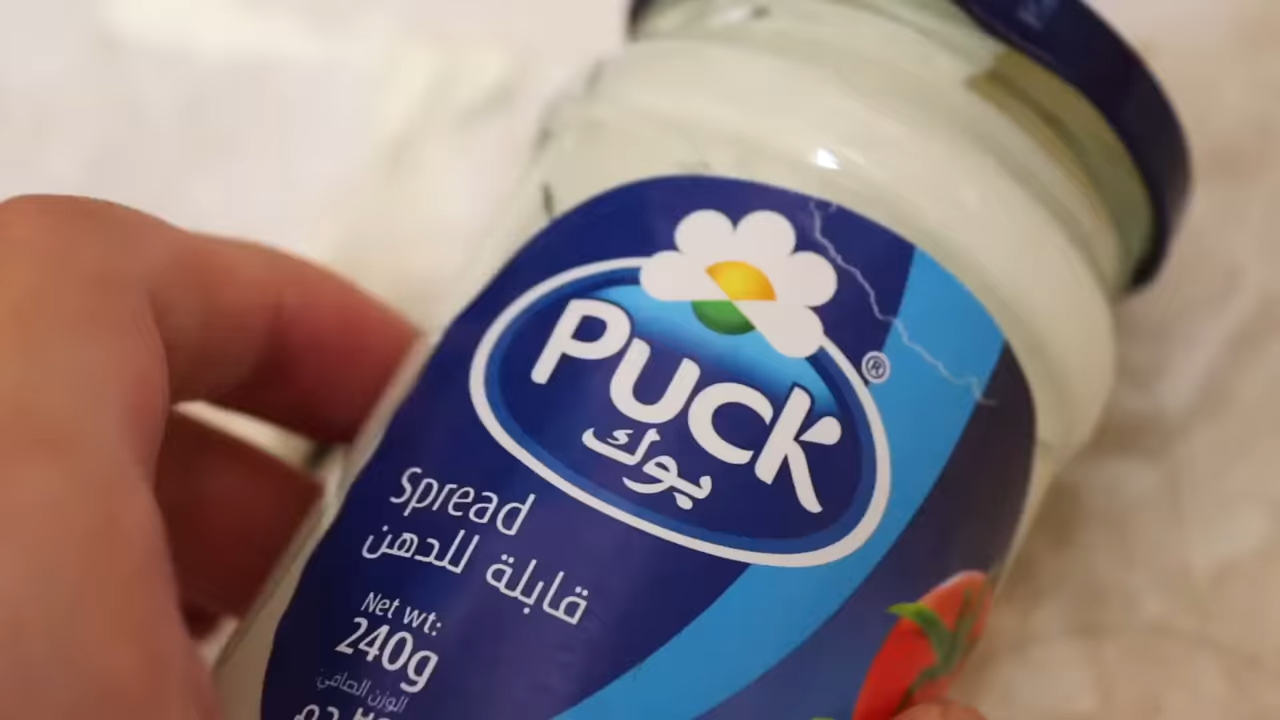 Puck
®
بوك
Spread
قابلة للدهن
Net wt:
240g
الوزن الصافي: